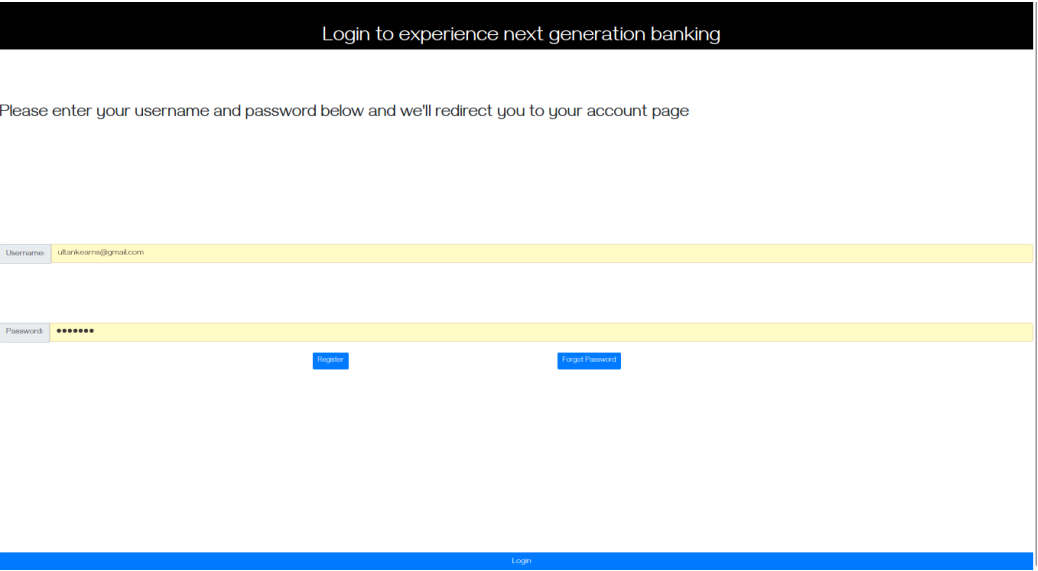 Login to experience next generation banking
Please enter your username and password below and we'll redirect you to your account page
Username: ultankearns@gmail.com
Password: •••••••
Register Forgot Password
Login